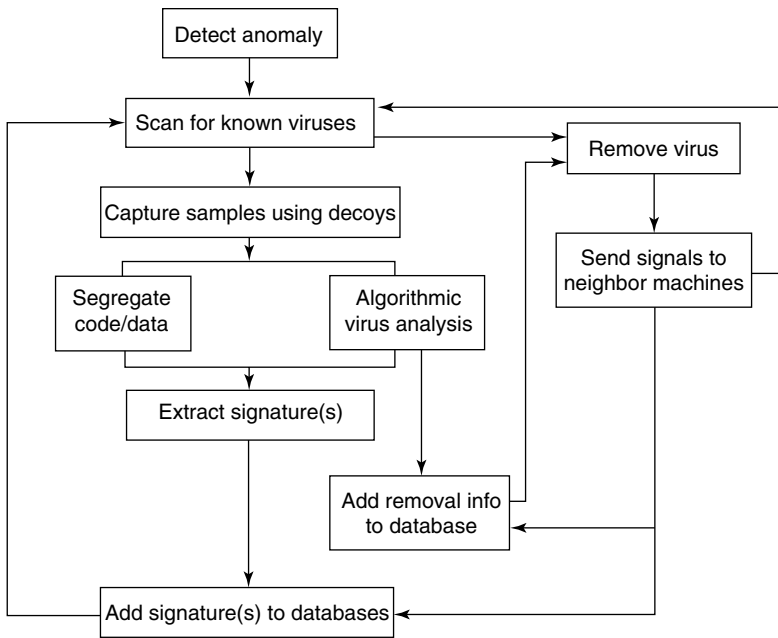 Detect anomaly
Scan for known viruses
Remove virus
Capture samples using decoys
Send signals to
neighbor machines
Segregate
code/data
Algorithmic
virus analysis
Extract signature(s)
Add removal info
to database
Add signature(s) to databases